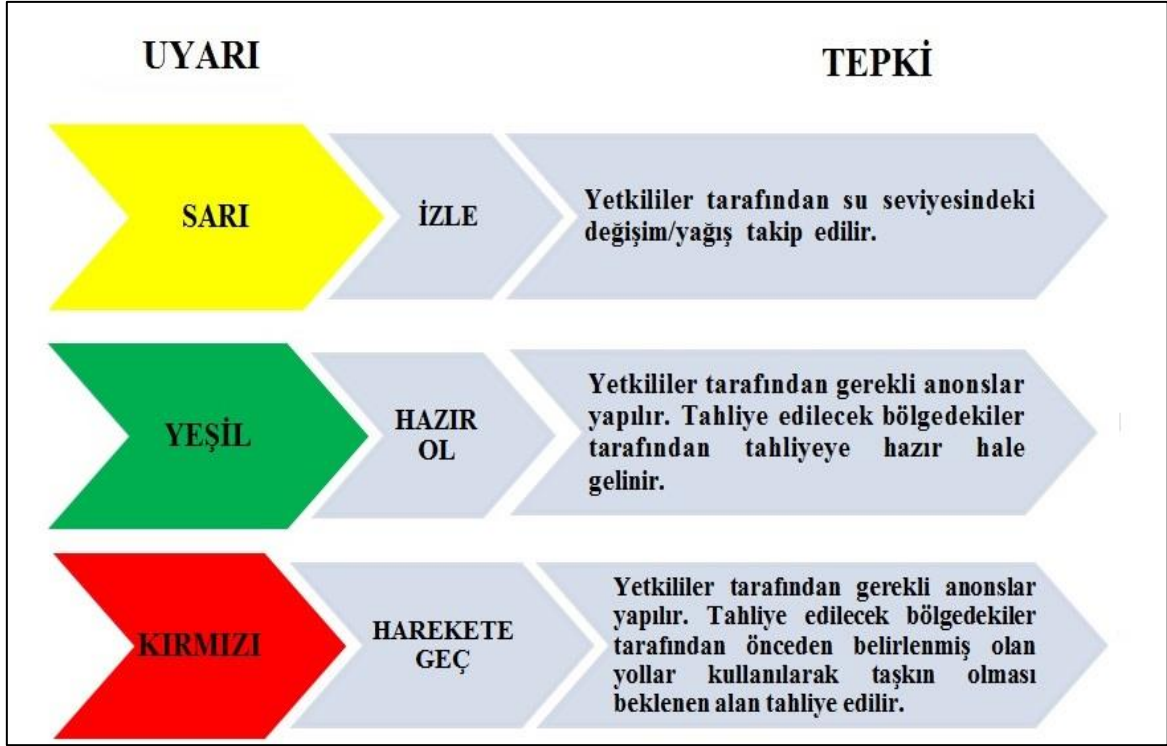 UYARI
TEPKİ
SARI
İZLE
Yetkililer tarafından su seviyesindeki
değişim/yağış takip edilir.
YEŞİL
HAZIR
OL
Yetkililer tarafından gerekli anonslar
yapılır. Tahliye edilecek bölgedekiler
tarafından tahliyeye hazır hale
gelinir.
KIRMIZI
HAREKETE
GEÇ
Yetkililer tarafından gerekli anonslar
yapılır. Tahliye edilecek bölgedekiler
tarafından önceden belirlenmiş olan
yollar kullanılarak taşkın olması
beklenen alan tahliye edilir.